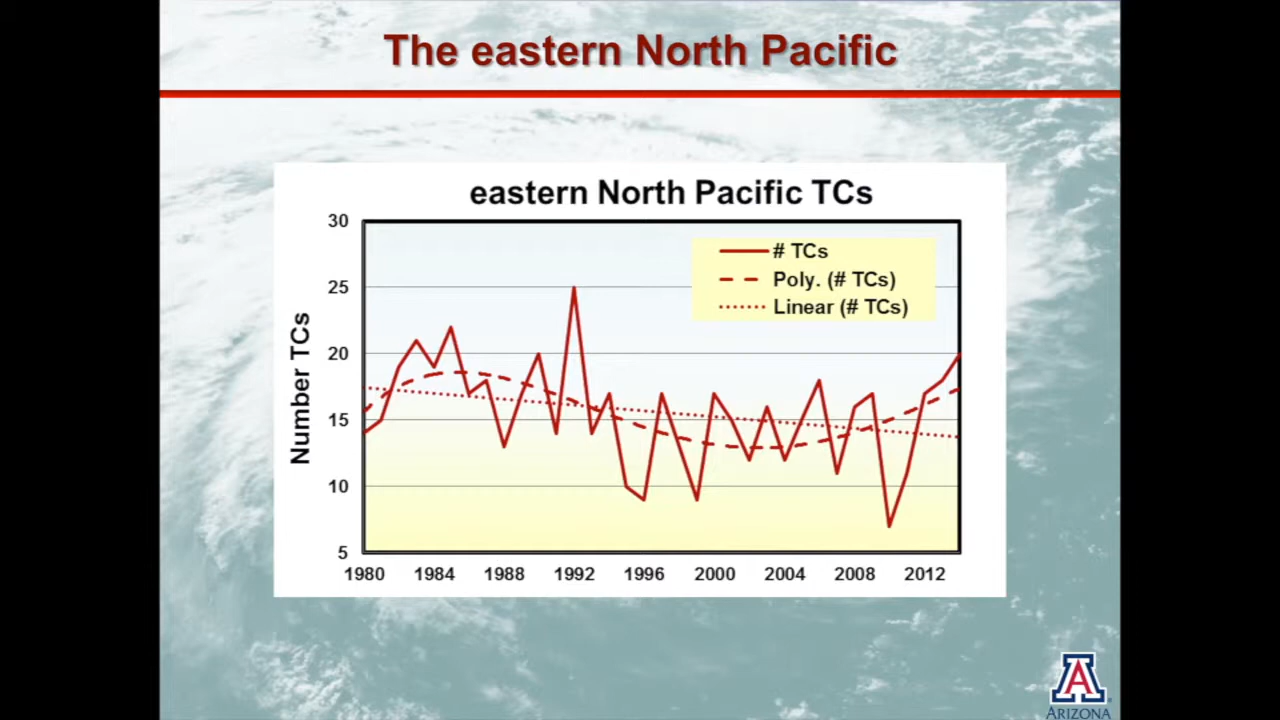 The eastern North Pacific
eastern North Pacific TCs
30
25
20
15
10
5
Number TCs
# TCs
Poly. (# TCs)
Linear (# TCs)
1980 1984 1988 1992 1996 2000 2004 2008 2012
A
ARIZONA